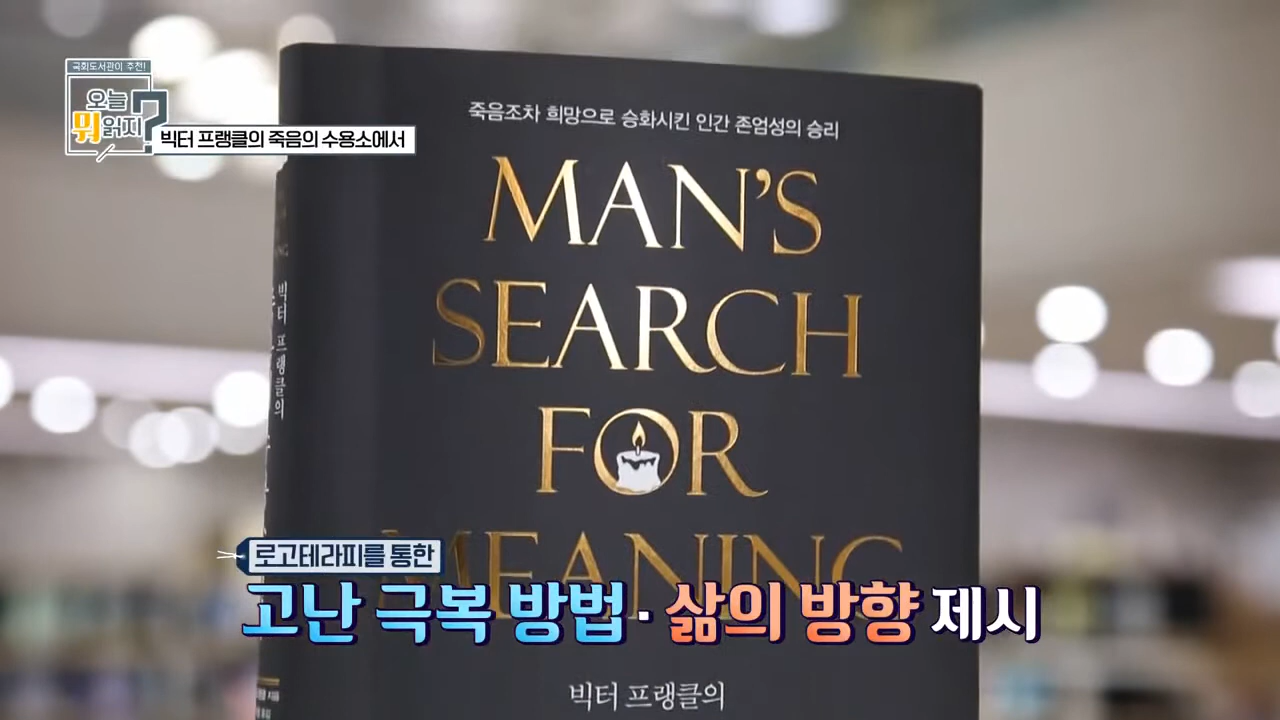 국회도서관이 추천!
오늘
뭐 읽지?
빅터 프랭클의 죽음의 수용소에서
죽음조차 희망으로 승화시킨 인간 존엄성의 승리
MAN'S
SEARCH
FOR
MEANING
빅터 프랭클의
로고테라피를 통한
고난 극복 방법·삶의 방향 제시
빅터 프랭클의